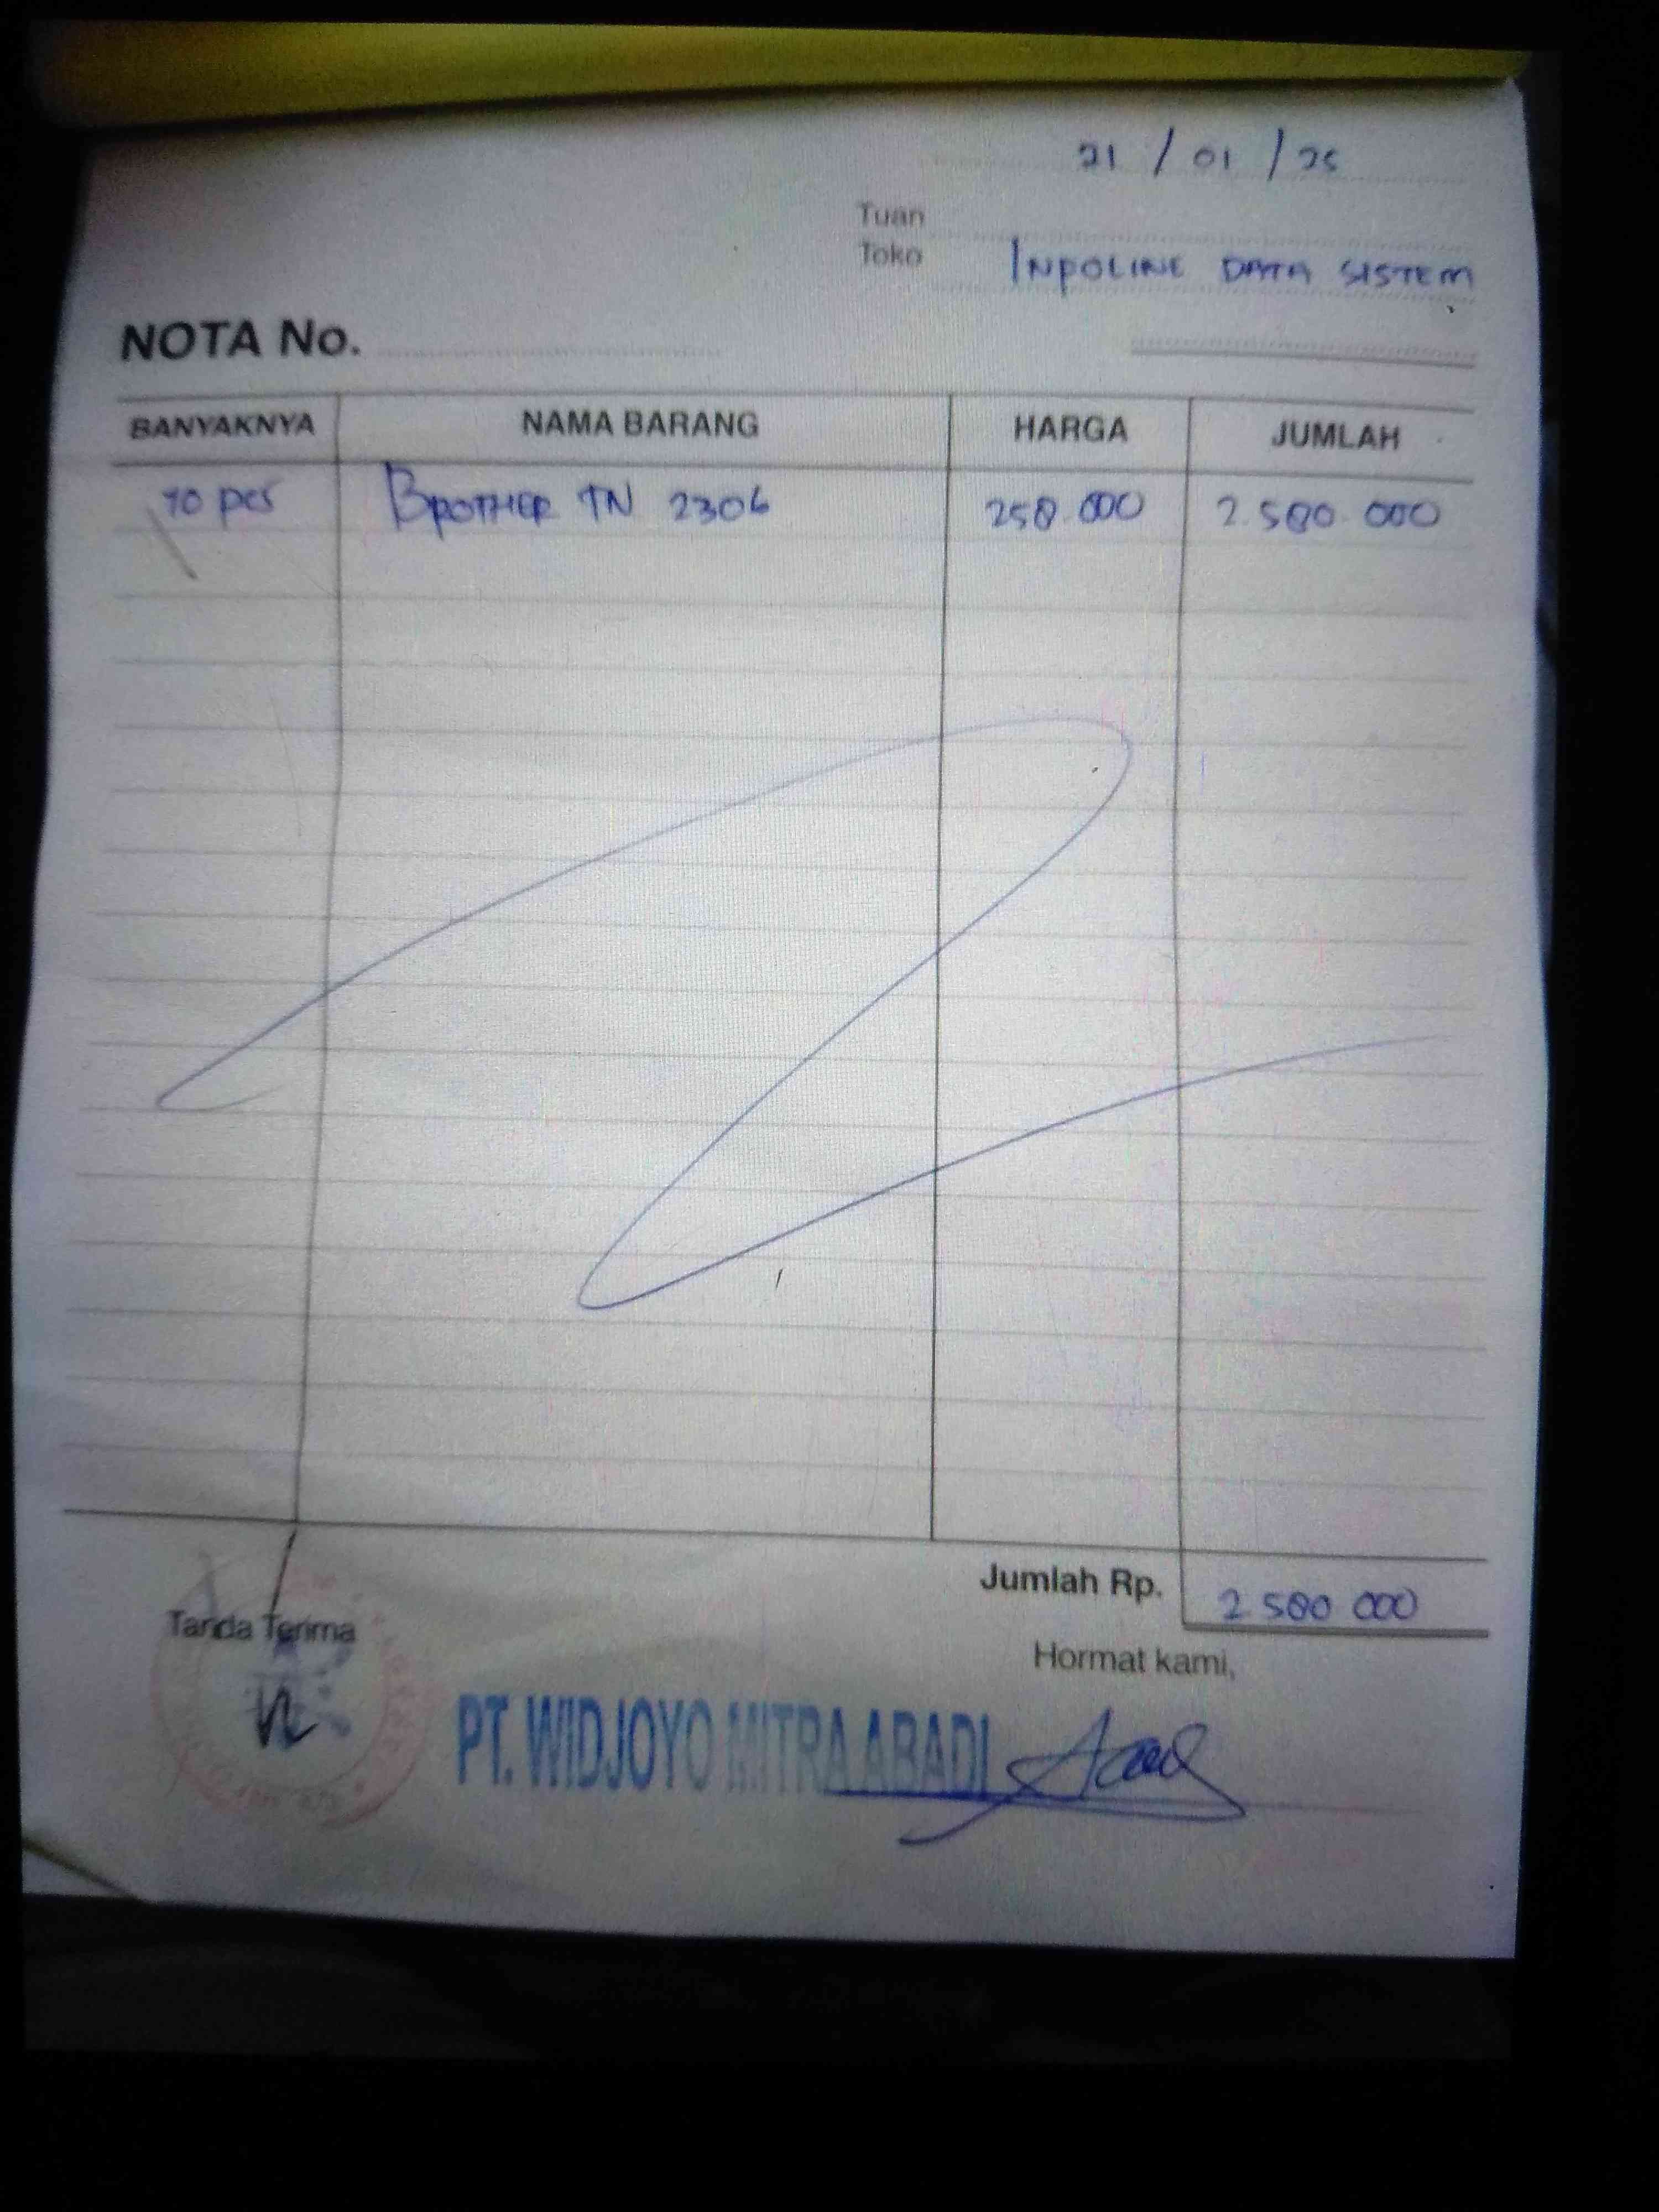 21 / 01 / 25
Tuan
Toko INPOLINE DATA SISTEM
NOTA No.
BANYAKNYA NAMA BARANG HARGA JUMLAH
10 pcs BROTHER TN 2306 250.000 2.500.000
Jumlah Rp. 2 500 000
Tanda Terima Hormat kami,
PT. WIDJOYO MITRA ABADI